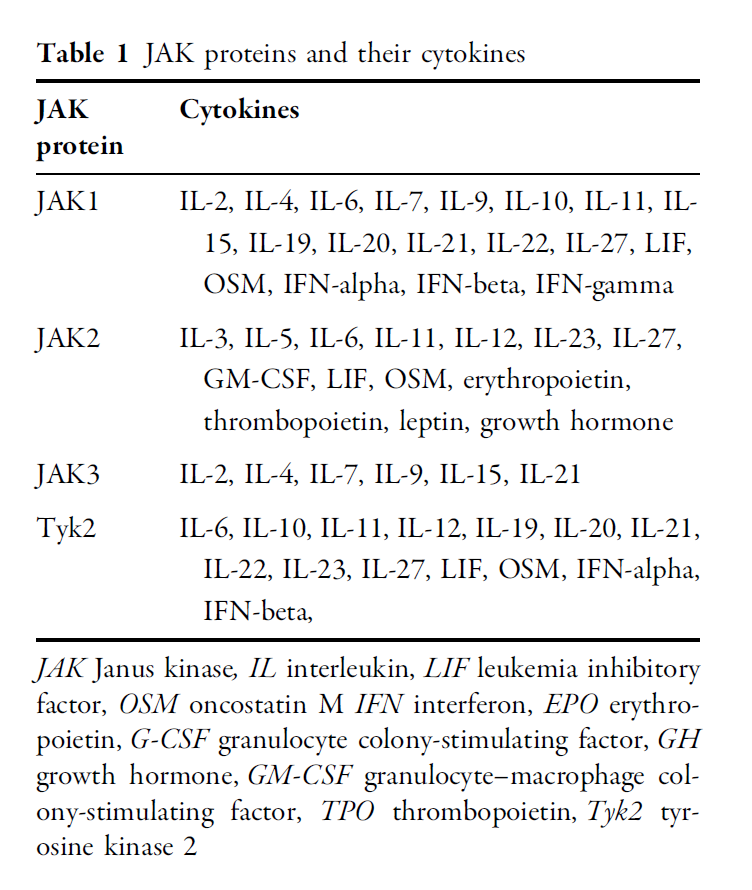 Table 1 JAK proteins and their cytokines
JAK protein Cytokines
JAK1 IL-2, IL-4, IL-6, IL-7, IL-9, IL-10, IL-11, IL-
15, IL-19, IL-20, IL-21, IL-22, IL-27, LIF,
OSM, IFN-alpha, IFN-beta, IFN-gamma
JAK2 IL-3, IL-5, IL-6, IL-11, IL-12, IL-23, IL-27,
GM-CSF, LIF, OSM, erythropoietin,
thrombopoietin, leptin, growth hormone
JAK3 IL-2, IL-4, IL-7, IL-9, IL-15, IL-21
Tyk2 IL-6, IL-10, IL-11, IL-12, IL-19, IL-20, IL-21,
IL-22, IL-23, IL-27, LIF, OSM, IFN-alpha,
IFN-beta,
JAK Janus kinase, IL interleukin, LIF leukemia inhibitory
factor, OSM oncostatin M IFN interferon, EPO erythro-
poietin, G-CSF granulocyte colony-stimulating factor, GH
growth hormone, GM-CSF granulocyte–macrophage col-
ony-stimulating factor, TPO thrombopoietin, Tyk2 tyr-
osine kinase 2